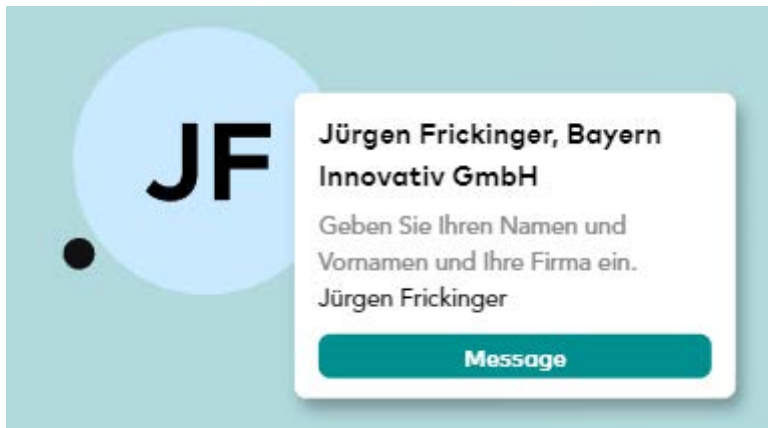 JF
Jürgen Frickinger, Bayern
Innovativ GmbH
Geben Sie Ihren Namen und
Vornamen und Ihre Firma ein.
Jürgen Frickinger
Message